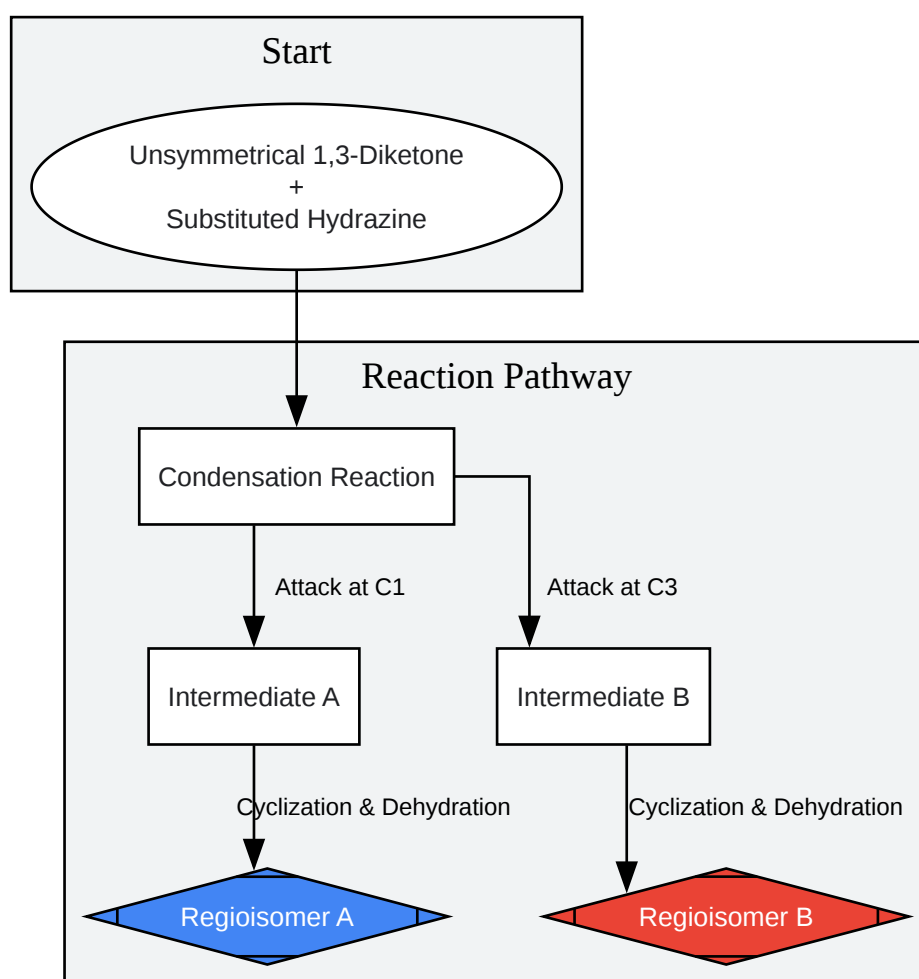 Start
Unsymmetrical 1,3-Diketone
+
Substituted Hydrazine
Reaction Pathway
Condensation Reaction
Attack at C1
Attack at C3
Intermediate A
Intermediate B
Cyclization & Dehydration
Cyclization & Dehydration
Regioisomer A
Regioisomer B